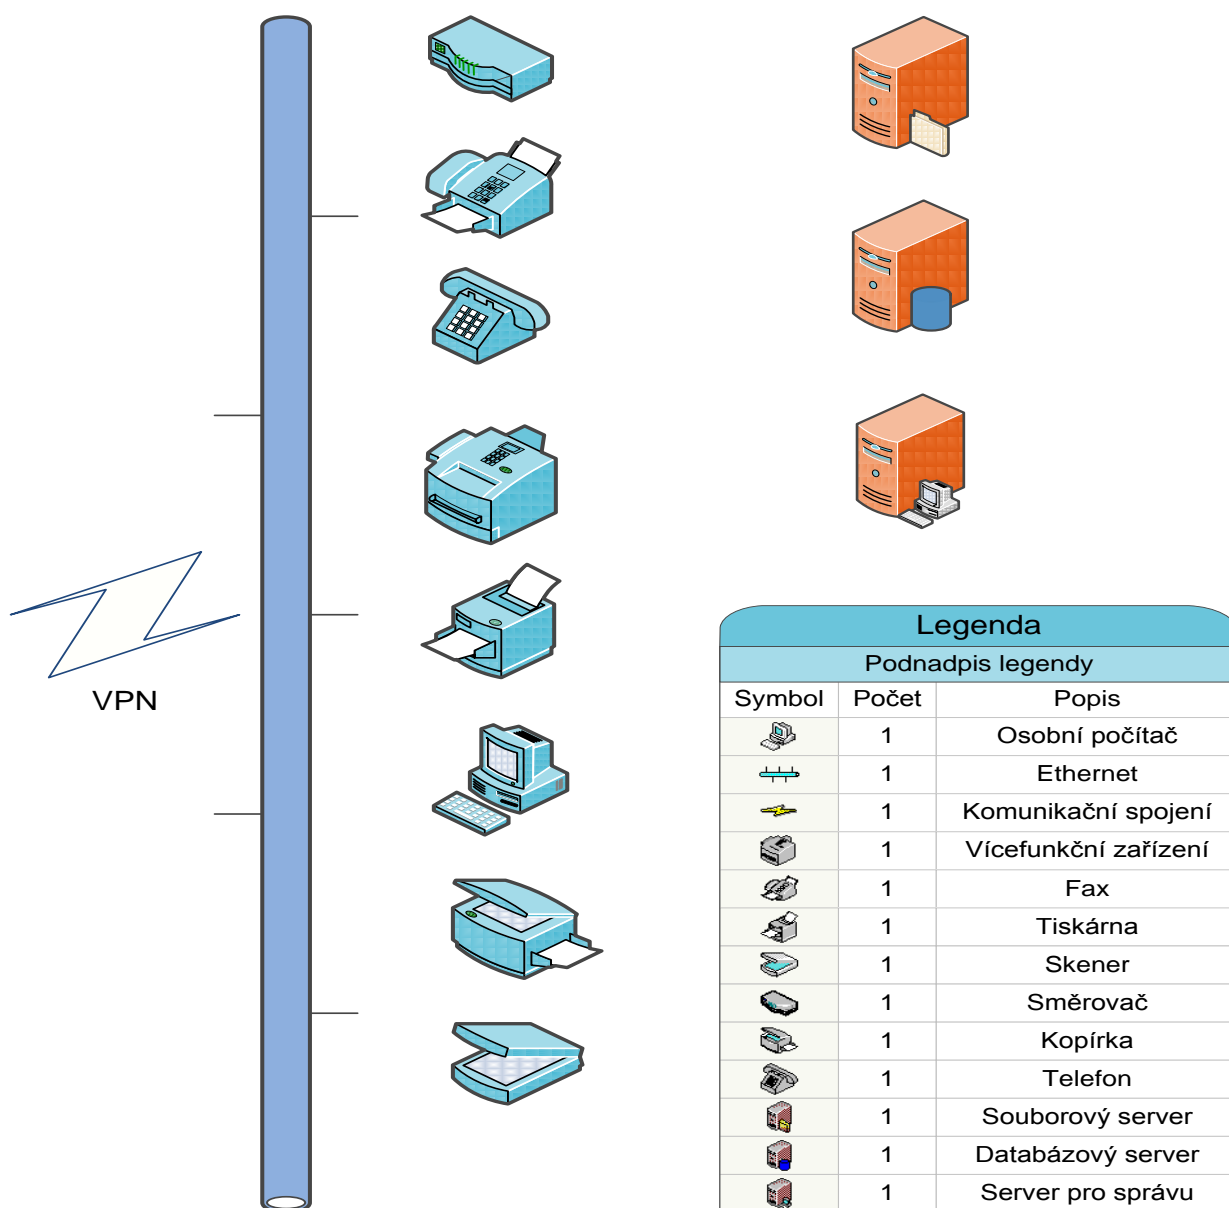 VPN
Legenda
Podnadpis legendy
Symbol Počet Popis
1 Osobní počítač
1 Ethernet
1 Komunikační spojení
1 Vícefunkční zařízení
1 Fax
1 Tiskárna
1 Skener
1 Směrovač
1 Kopírka
1 Telefon
1 Souborový server
1 Databázový server
1 Server pro správu